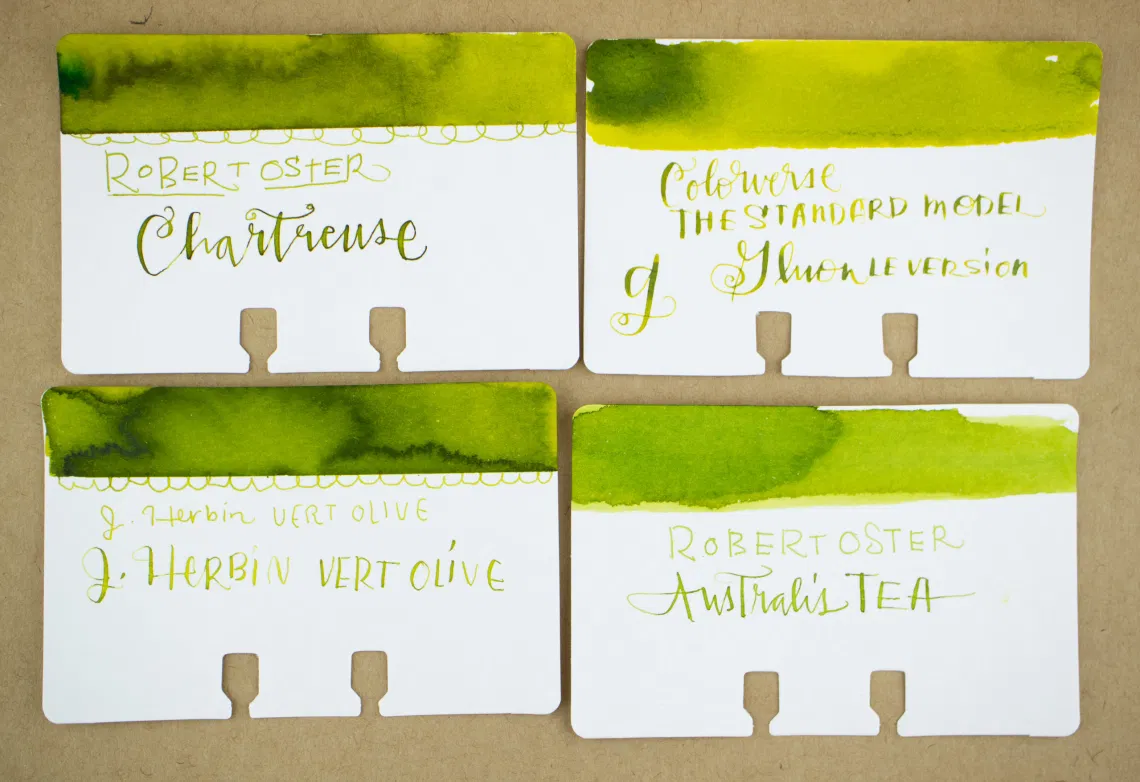 ROBERT OSTER
Chartreuse
Colorverse
THE STANDARD MODEL
g Gluon LE VERSION
J. Herbin VERT OLIVE
J. HERBIN VERT OLIVE
ROBERT OSTER
Australis TEA